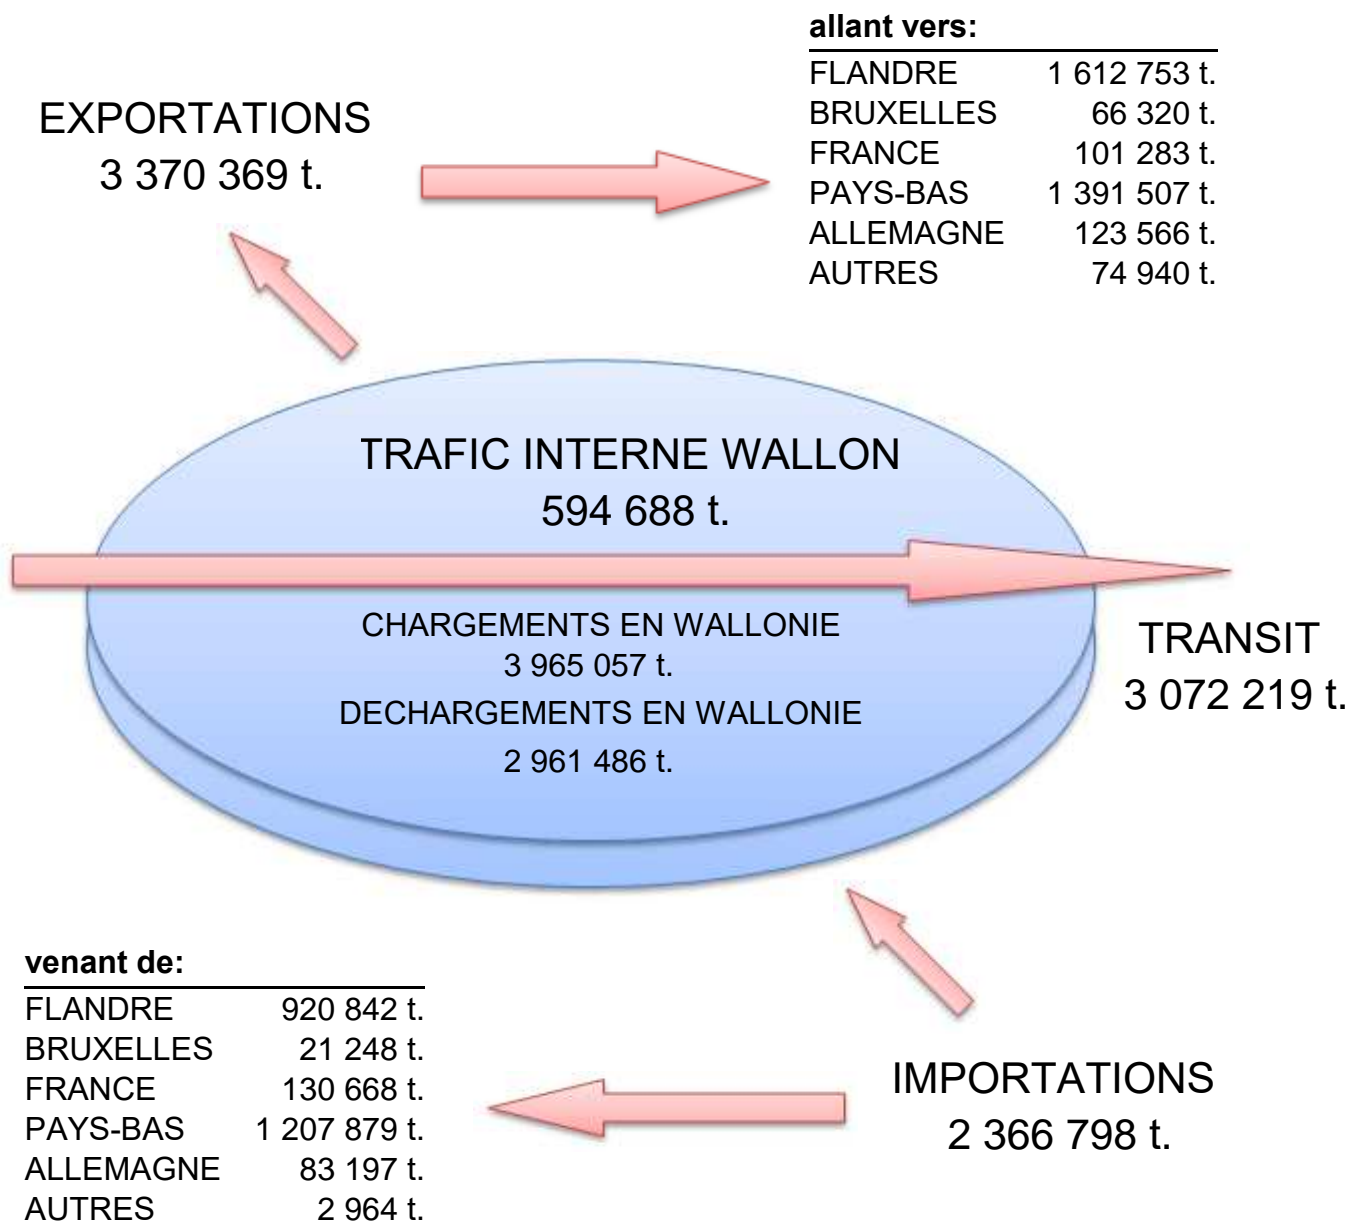 allant vers:
FLANDRE 1 612 753 t.
BRUXELLES 66 320 t.
FRANCE 101 283 t.
PAYS-BAS 1 391 507 t.
ALLEMAGNE 123 566 t.
AUTRES 74 940 t.
EXPORTATIONS
3 370 369 t.
TRAFIC INTERNE WALLON
594 688 t.
CHARGEMENTS EN WALLONIE
3 965 057 t.
DECHARGEMENTS EN WALLONIE
2 961 486 t.
TRANSIT
3 072 219 t.
venant de:
FLANDRE 920 842 t.
BRUXELLES 21 248 t.
FRANCE 130 668 t.
PAYS-BAS 1 207 879 t.
ALLEMAGNE 83 197 t.
AUTRES 2 964 t.
IMPORTATIONS
2 366 798 t.